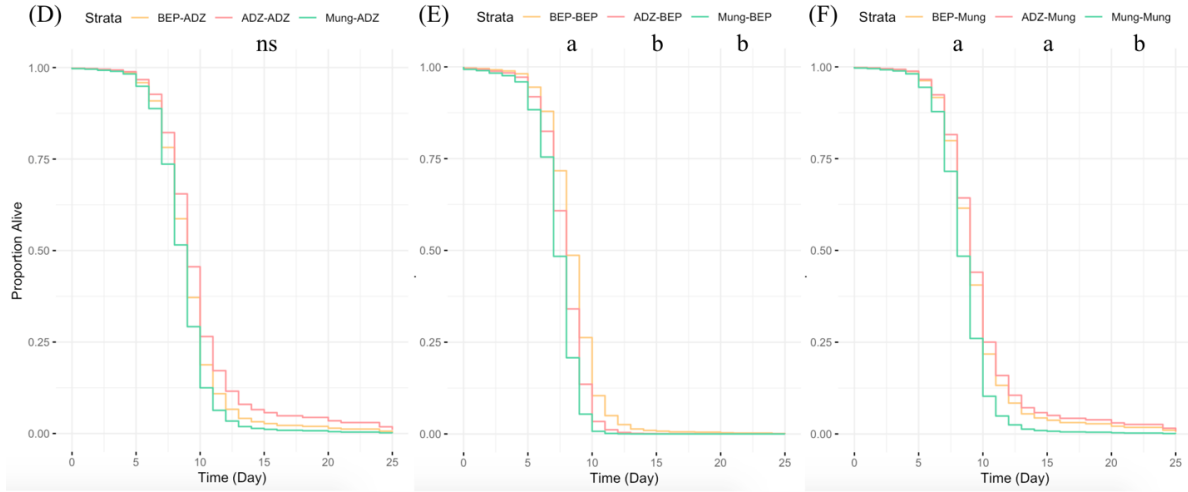 (D) Strata BEP-ADZ ADZ-ADZ Mung-ADZ
ns
1.00
0.75
0.50
0.25
0.00
Proportion Alive
0 5 10 15 20 25
Time (Day)
(E) Strata BEP-BEP ADZ-BEP Mung-BEP
a b b
1.00
0.75
0.50
0.25
0.00
0 5 10 15 20 25
Time (Day)
(F) Strata BEP-Mung ADZ-Mung Mung-Mung
a a b
1.00
0.75
0.50
0.25
0.00
0 5 10 15 20 25
Time (Day)